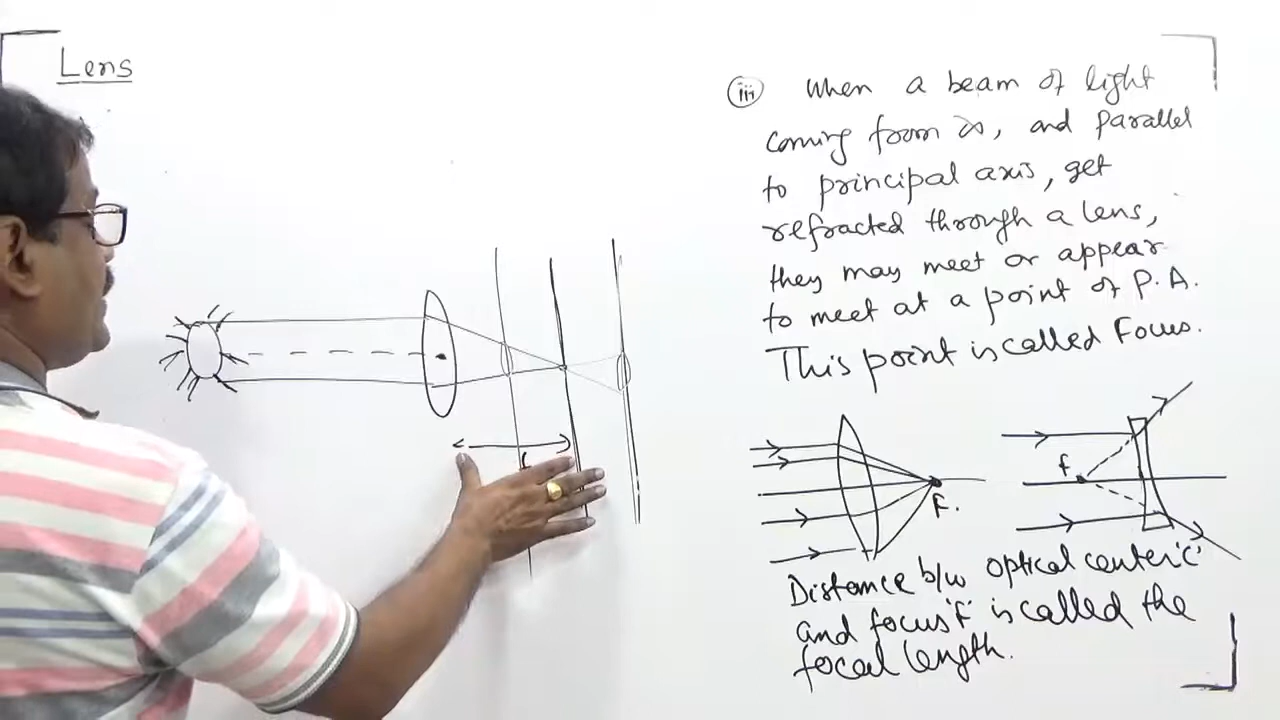 Lens
(iii) When a beam of light
coming from ∞, and parallel
to principal axis, get
refracted through a lens,
they may meet or appear
to meet at a point of P.A.
This point is called Focus.
F.
f
Distance b/w optical center 'c'
and focus 'F' is called the
focal length.